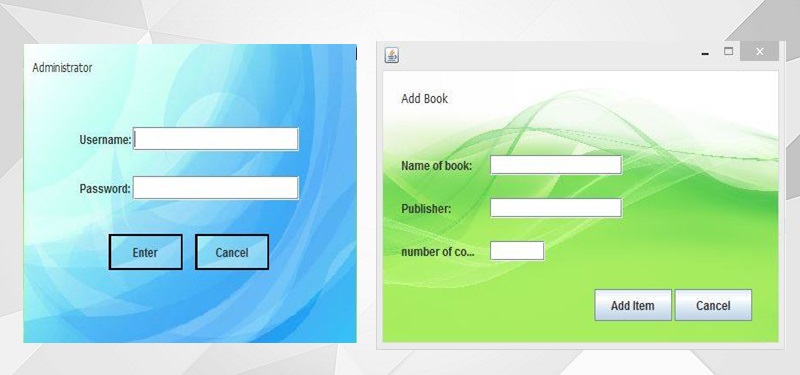 Administrator
Username:
Password:
Enter
Cancel
Add Book
Name of book:
Publisher:
number of co...
Add Item
Cancel